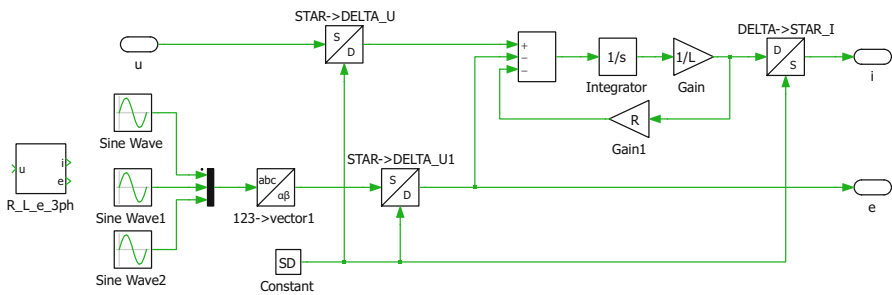 STAR->DELTA_U
S
D
u
+
−
−
1/s
Integrator
1/L
Gain
DELTA->STAR_I
D
S
i
R
Gain1
Sine Wave
u
i
e
R_L_e_3ph
Sine Wave1
abc
αβ
123->vector1
STAR->DELTA_U1
S
D
e
Sine Wave2
SD
Constant